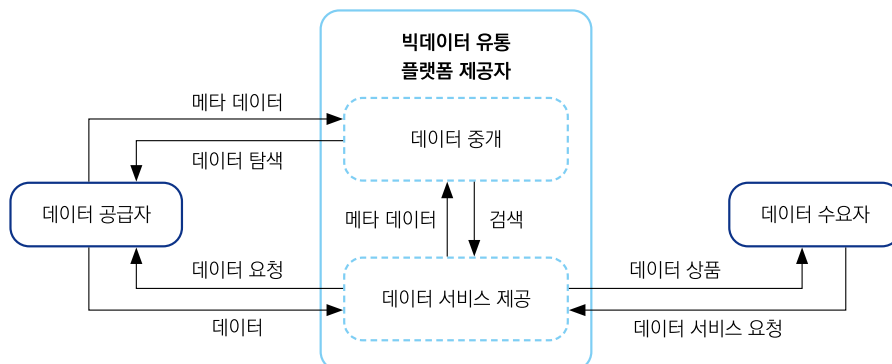 빅데이터 유통
플랫폼 제공자
메타 데이터
데이터 중개
데이터 탐색
데이터 공급자
데이터 수요자
메타 데이터
검색
데이터 요청
데이터 상품
데이터 서비스 제공
데이터
데이터 서비스 요청